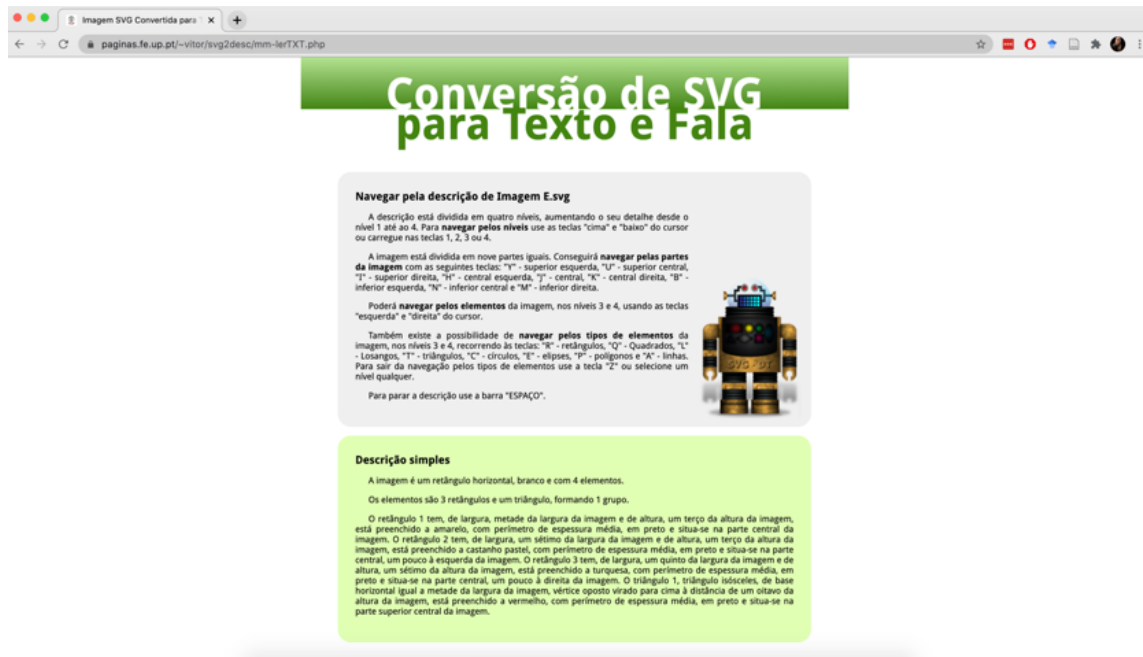 Imagem SVG Convertida para
paginas.fe.up.pt/~vitor/svg2desc/mm-lerTXT.php
Conversão de SVG
para Texto e Fala
Navegar pela descrição de Imagem E.svg
A descrição está dividida em quatro níveis, aumentando o seu detalhe desde o
nível 1 até ao 4. Para navegar pelos níveis use as teclas "cima" e "baixo" do cursor
ou carregue nas teclas 1, 2, 3 ou 4.
A imagem está dividida em nove partes iguais. Conseguirá navegar pelas partes
da imagem com as seguintes teclas: "Y" - superior esquerda, "U" - superior central,
"I" - superior direita, "H" - central esquerda, "J" - central, "K" - central direita, "B" -
inferior esquerda, "N" - inferior central e "M" - inferior direita.
Poderá navegar pelos elementos da imagem, nos níveis 3 e 4, usando as teclas
"esquerda" e "direita" do cursor.
Também existe a possibilidade de navegar pelos tipos de elementos da
imagem, nos níveis 3 e 4, recorrendo às teclas: "R" - retângulos, "Q" - Quadrados, "L"
- Losangos, "T" - triângulos, "C" - círculos, "E" - elipses, "P" - polígonos e "A" - linhas.
Para sair da navegação pelos tipos de elementos use a tecla "Z" ou selecione um
nível qualquer.
Para parar a descrição use a barra "ESPAÇO".
SVG - UT
Descrição simples
A imagem é um retângulo horizontal, branco e com 4 elementos.
Os elementos são 3 retângulos e um triângulo, formando 1 grupo.
O retângulo 1 tem, de largura, metade da largura da imagem e de altura, um terço da altura da imagem,
está preenchido a amarelo, com perímetro de espessura média, em preto e situa-se na parte central da
imagem. O retângulo 2 tem, de largura, um sétimo da largura da imagem e de altura, um terço da altura da
imagem, está preenchido a castanho pastel, com perímetro de espessura média, em preto e situa-se na parte
central, um pouco à esquerda da imagem. O retângulo 3 tem, de largura, um quinto da largura da imagem e de
altura, um sétimo da altura da imagem, está preenchido a turquesa, com perímetro de espessura média, em
preto e situa-se na parte central, um pouco à direita da imagem. O triângulo 1, triângulo isósceles, de base
horizontal igual a metade da largura da imagem, vértice oposto virado para cima à distância de um oitavo da
altura da imagem, está preenchido a vermelho, com perímetro de espessura média, em preto e situa-se na
parte superior central da imagem.